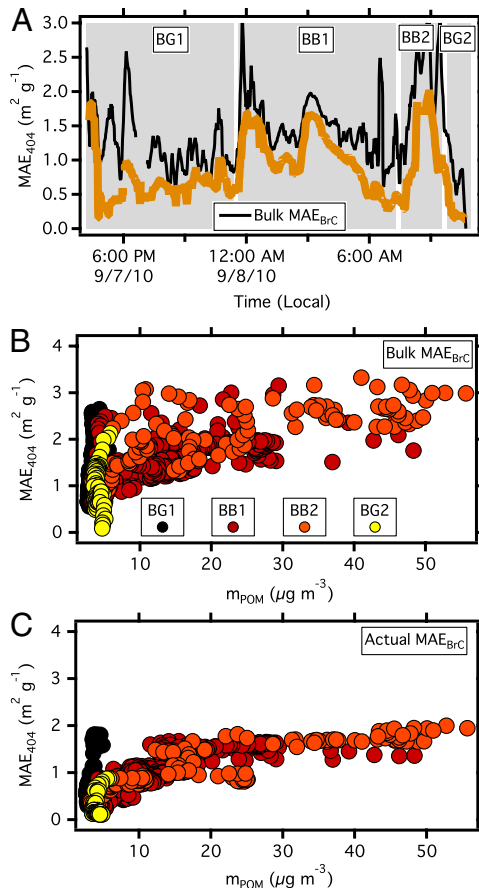 A
BG1
BB1
BB2
BG2
MAE404 (m² g⁻¹)
3.0
2.5
2.0
1.5
1.0
0.5
0.0
Bulk MAEBrC
6:00 PM
9/7/10
12:00 AM
9/8/10
6:00 AM
Time (Local)
B
Bulk MAEBrC
MAE404 (m² g⁻¹)
4
3
2
1
0
BG1
BB1
BB2
BG2
10
20
30
40
50
mPOM (µg m⁻³)
C
Actual MAEBrC
MAE404 (m² g⁻¹)
4
3
2
1
0
10
20
30
40
50
mPOM (µg m⁻³)